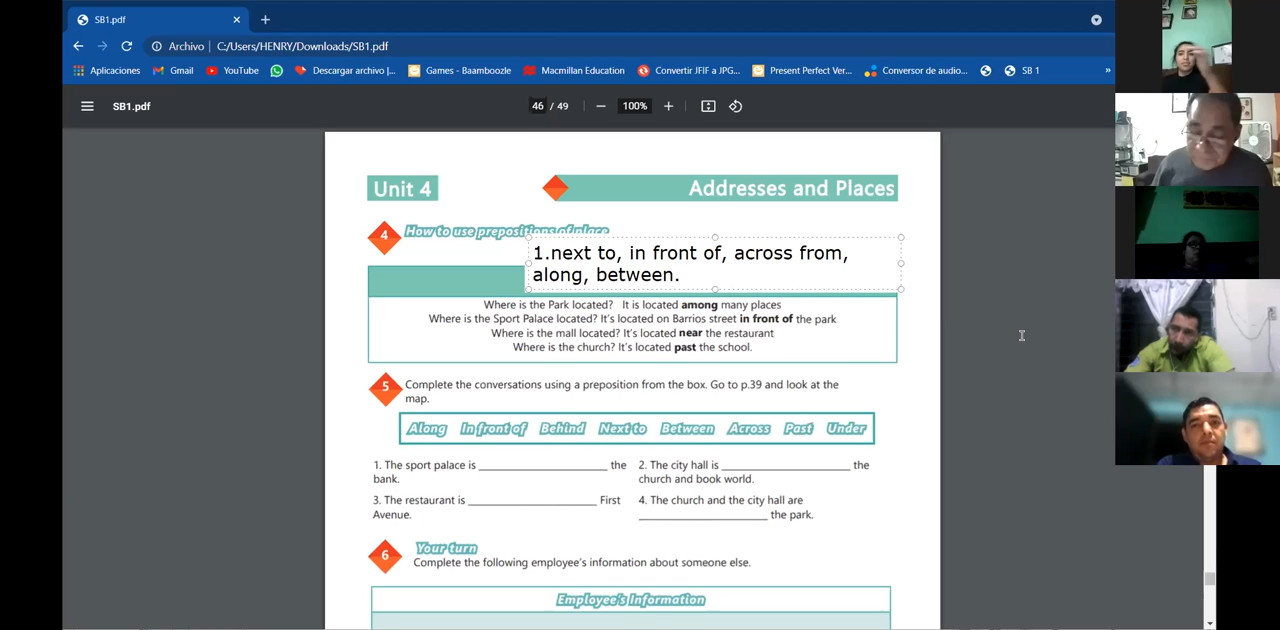 SB1.pdf
Archivo C:/Users/HENRY/Downloads/SB1.pdf
Aplicaciones Gmail YouTube Descargar archivo |... Games - Baamboozle Macmillan Education Convertir JFIF a JPG... Present Perfect Ver... Conversor de audio... SB 1 »
SB1.pdf 46 / 49 — 100% +
Unit 4 Addresses and Places
4 How to use prepositions of place
1.next to, in front of, across from,
along, between.
Where is the Park located? It is located among many places
Where is the Sport Palace located? It's located on Barrios street in front of the park
Where is the mall located? It's located near the restaurant
Where is the church? It's located past the school.
5 Complete the conversations using a preposition from the box. Go to p.39 and look at the
map.
Along In front of Behind Next to Between Across Past Under
1. The sport palace is ____________________ the
bank.
2. The city hall is ____________________ the
church and book world.
3. The restaurant is ____________________ First
Avenue.
4. The church and the city hall are
____________________ the park.
6 Your turn
Complete the following employee's information about someone else.
Employee's Information